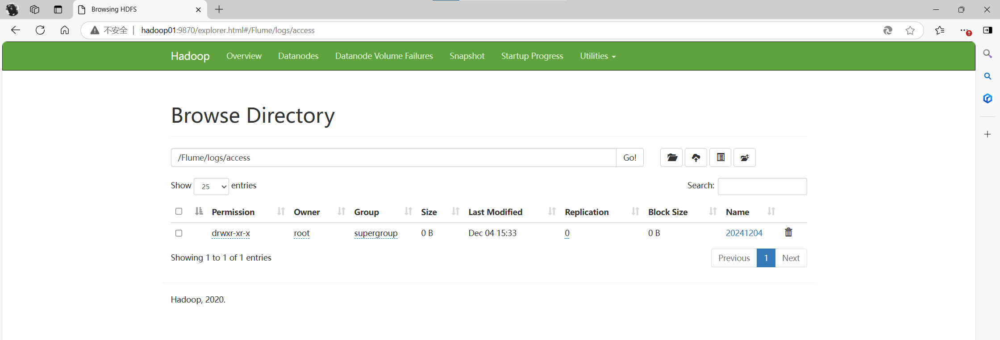 Browsing HDFS
不安全 hadoop01:9870/explorer.html#/Flume/logs/access
Hadoop Overview Datanodes Datanode Volume Failures Snapshot Startup Progress Utilities
Browse Directory
/Flume/logs/access Go!
Show 25 entries Search:
Permission Owner Group Size Last Modified Replication Block Size Name
drwxr-xr-x root supergroup 0 B Dec 04 15:33 0 0 B 20241204
Showing 1 to 1 of 1 entries Previous 1 Next
Hadoop, 2020.